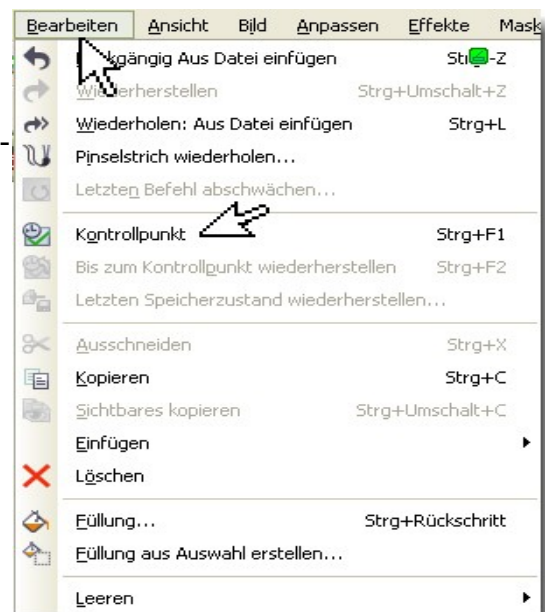 Bearbeiten Ansicht Bild Anpassen Effekte Mask
Aus Datei einfügen
Wiederherstellen Strg+Umschalt+Z
Wiederholen: Aus Datei einfügen Strg+L
Pinselstrich wiederholen...
Letzten Befehl abschwächen...
Kontrollpunkt Strg+F1
Bis zum Kontrollpunkt wiederherstellen Strg+F2
Letzten Speicherzustand wiederherstellen...
Ausschneiden Strg+X
Kopieren Strg+C
Sichtbares kopieren Strg+Umschalt+C
Einfügen
Löschen
Füllung... Strg+Rückschritt
Füllung aus Auswahl erstellen...
Leeren